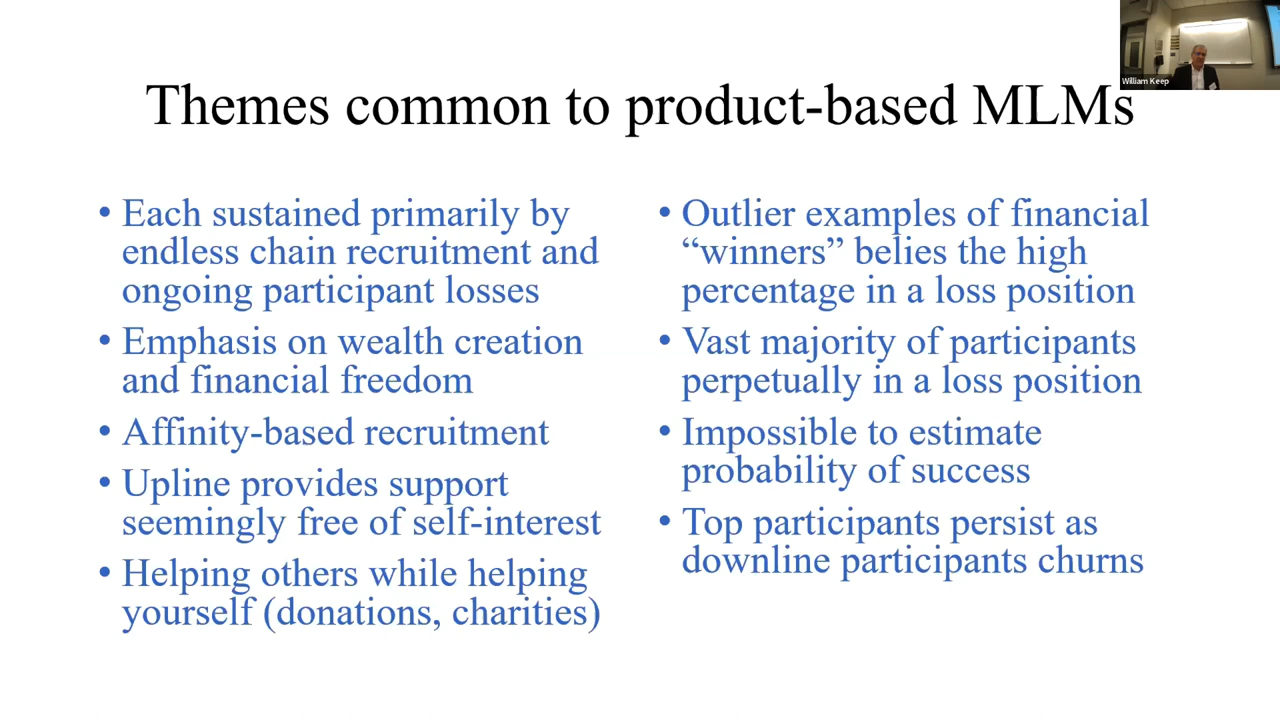 William Keep
Themes common to product-based MLMs
• Each sustained primarily by
endless chain recruitment and
ongoing participant losses
• Emphasis on wealth creation
and financial freedom
• Affinity-based recruitment
• Upline provides support
seemingly free of self-interest
• Helping others while helping
yourself (donations, charities)
• Outlier examples of financial
“winners” belies the high
percentage in a loss position
• Vast majority of participants
perpetually in a loss position
• Impossible to estimate
probability of success
• Top participants persist as
downline participants churns